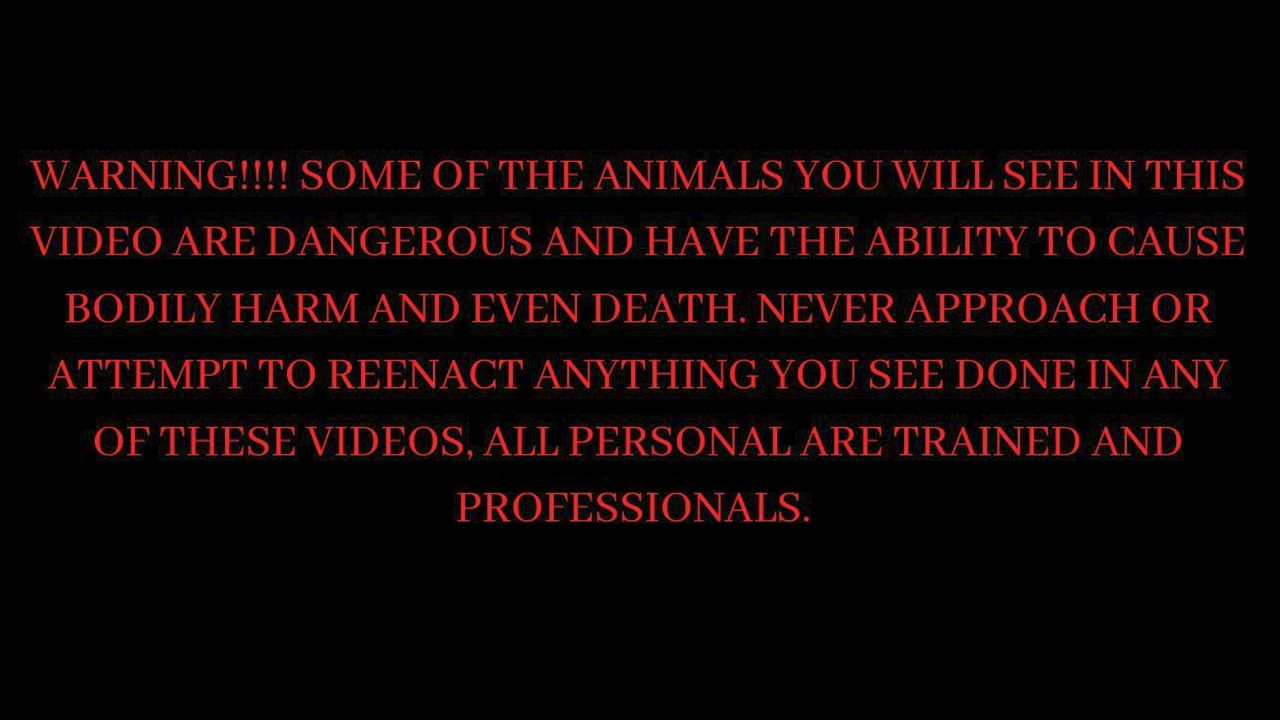 WARNING!!!! SOME OF THE ANIMALS YOU WILL SEE IN THIS
VIDEO ARE DANGEROUS AND HAVE THE ABILITY TO CAUSE
BODILY HARM AND EVEN DEATH. NEVER APPROACH OR
ATTEMPT TO REENACT ANYTHING YOU SEE DONE IN ANY
OF THESE VIDEOS, ALL PERSONAL ARE TRAINED AND
PROFESSIONALS.